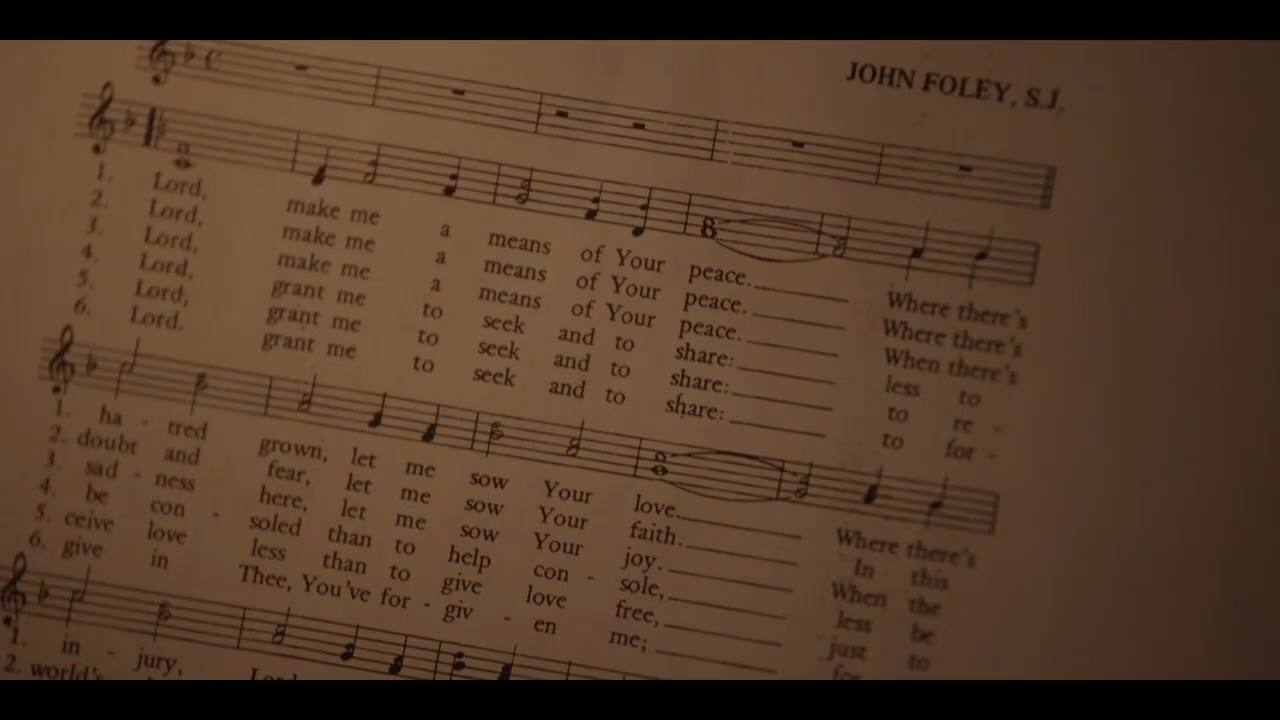 JOHN FOLEY, S.J.
1. Lord, make me a means of Your peace. Where there's
2. Lord, make me a means of Your peace. Where there's
3. Lord, make me a means of Your peace. When there's
4. Lord, grant me to seek and to share: less to
5. Lord, grant me to seek and to share: to re -
6. Lord. grant me to seek and to share: to for -
1. ha - tred grown, let me sow Your love. Where there's
2. doubt and fear, let me sow Your faith. In this
3. sad - ness here, let me sow Your joy. When the
4. be con - soled than to help con - sole, less be
5. ceive love less than to give love free, just to
6. give in Thee, You've for - giv - en me; for
1. in - jury, Lord
2. world's